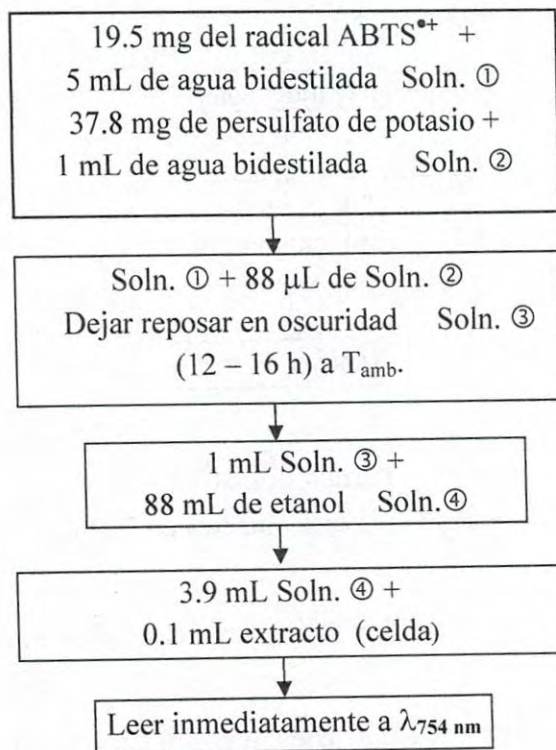 19.5 mg del radical ABTS•+ +
5 mL de agua bidestilada Soln. ①
37.8 mg de persulfato de potasio +
1 mL de agua bidestilada Soln. ②
Soln. ① + 88 μL de Soln. ②
Dejar reposar en oscuridad Soln. ③
(12 – 16 h) a Tamb.
1 mL Soln. ③ +
88 mL de etanol Soln.④
3.9 mL Soln. ④ +
0.1 mL extracto (celda)
Leer inmediatamente a λ754 nm